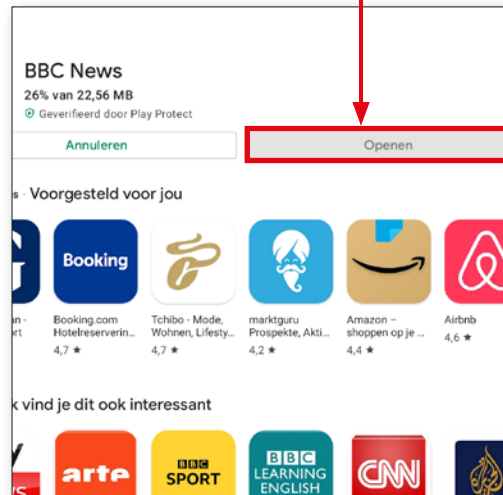 BBC News
26% van 22,56 MB
Geverifieerd door Play Protect
Annuleren
Openen
s · Voorgesteld voor jou
Booking
Booking.com
Hotelreserverin...
4,7 ★
Tchibo - Mode,
Wohnen, Lifesty...
4,7 ★
marktguru
Prospekte, Akti...
4,2 ★
Amazon –
shoppen op je ...
4,4 ★
Airbnb
4,6 ★
k vind je dit ook interessant
arte
BBC
SPORT
BBC
LEARNING
ENGLISH
CNN